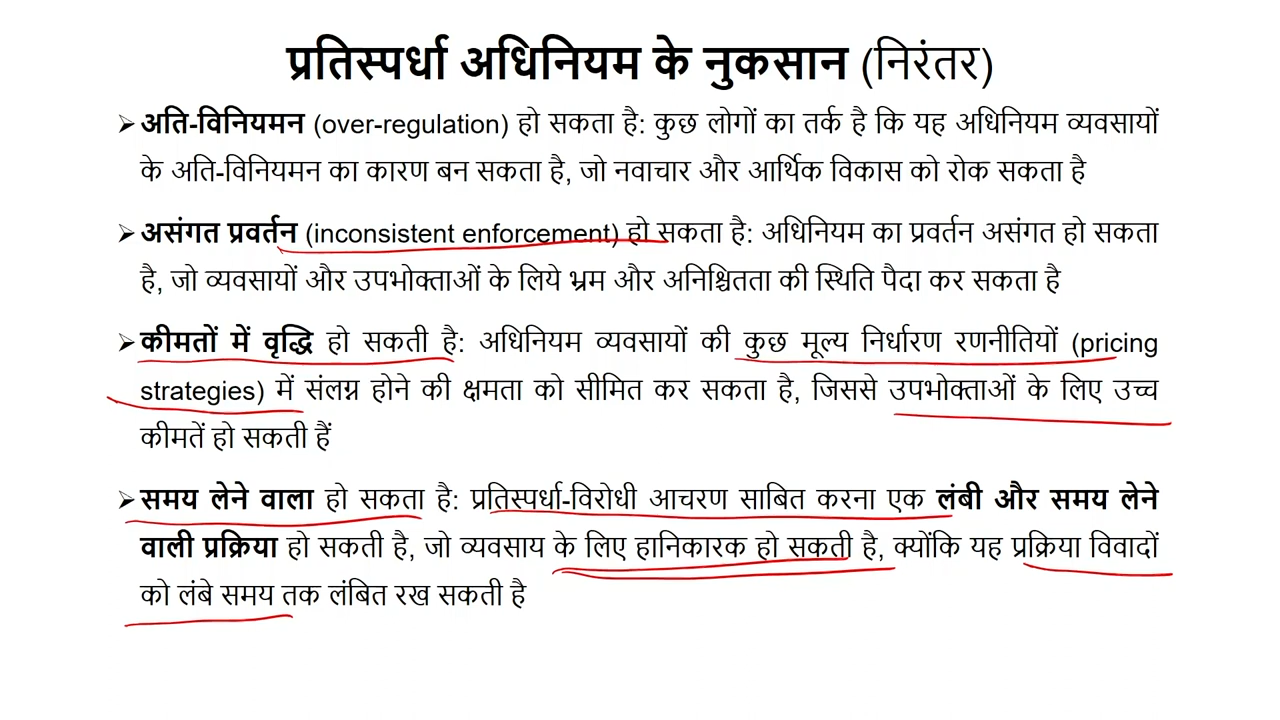 प्रतिस्पर्धा अधिनियम के नुकसान (निरंतर)
➢ अति-विनियमन (over-regulation) हो सकता है: कुछ लोगों का तर्क है कि यह अधिनियम व्यवसायों
के अति-विनियमन का कारण बन सकता है, जो नवाचार और आर्थिक विकास को रोक सकता है
➢ असंगत प्रवर्तन (inconsistent enforcement) हो सकता है: अधिनियम का प्रवर्तन असंगत हो सकता
है, जो व्यवसायों और उपभोक्ताओं के लिये भ्रम और अनिश्चितता की स्थिति पैदा कर सकता है
➢ कीमतों में वृद्धि हो सकती है: अधिनियम व्यवसायों की कुछ मूल्य निर्धारण रणनीतियों (pricing
strategies) में संलग्न होने की क्षमता को सीमित कर सकता है, जिससे उपभोक्ताओं के लिए उच्च
कीमतें हो सकती हैं
➢ समय लेने वाला हो सकता है: प्रतिस्पर्धा-विरोधी आचरण साबित करना एक लंबी और समय लेने
वाली प्रक्रिया हो सकती है, जो व्यवसाय के लिए हानिकारक हो सकती है, क्योंकि यह प्रक्रिया विवादों
को लंबे समय तक लंबित रख सकती है